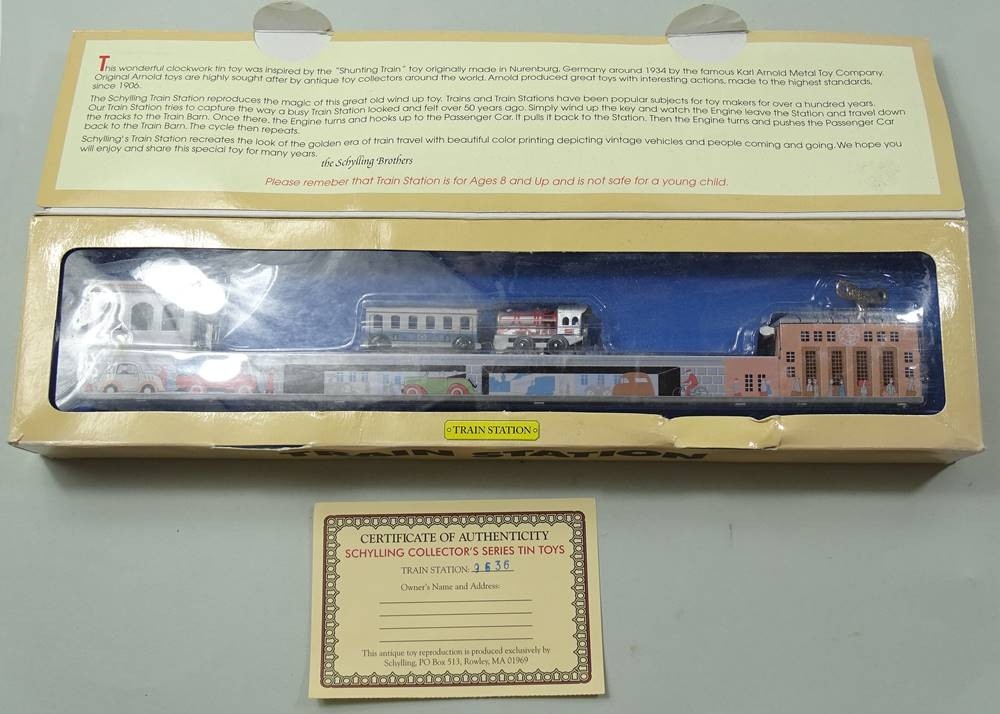 This wonderful clockwork tin toy was inspired by the "Shunting Train" toy originally made in Nurenburg, Germany around 1934 by the famous Karl Arnold Metal Toy Company.
Original Arnold toys are highly sought after by antique toy collectors around the world. Arnold produced great toys with interesting actions, made to the highest standards,
since 1906.
The Schylling Train Station reproduces the magic of this great old wind up toy. Trains and Train Stations have been popular subjects for toy makers for over a hundred years.
Our Train Station tries to capture the way a busy Train Station looked and felt over 50 years ago. Simply wind up the key and watch the Engine leave the Station and travel down
the tracks to the Train Barn. Once there, the Engine turns and hooks up to the Passenger Car. It pulls it back to the Station. Then the Engine turns and pushes the Passenger Car
back to the Train Barn. The cycle then repeats.
Schylling's Train Station recreates the look of the golden era of train travel with beautiful color printing depicting vintage vehicles and people coming and going. We hope you
will enjoy and share this special toy for many years.
the Schylling Brothers
Please remeber that Train Station is for Ages 8 and Up and is not safe for a young child.
TRAIN STATION
TRAIN STATION
CERTIFICATE OF AUTHENTICITY
SCHYLLING COLLECTOR'S SERIES TIN TOYS
TRAIN STATION: 9636
Owner's Name and Address:
This antique toy reproduction is produced exclusively by
Schylling, PO Box 513, Rowley, MA 01969